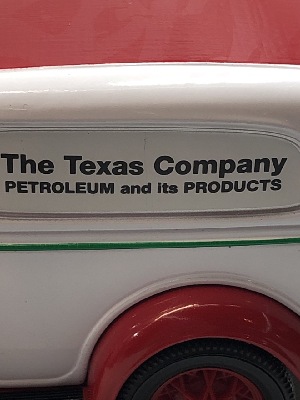 The Texas Company
PETROLEUM and its PRODUCTS